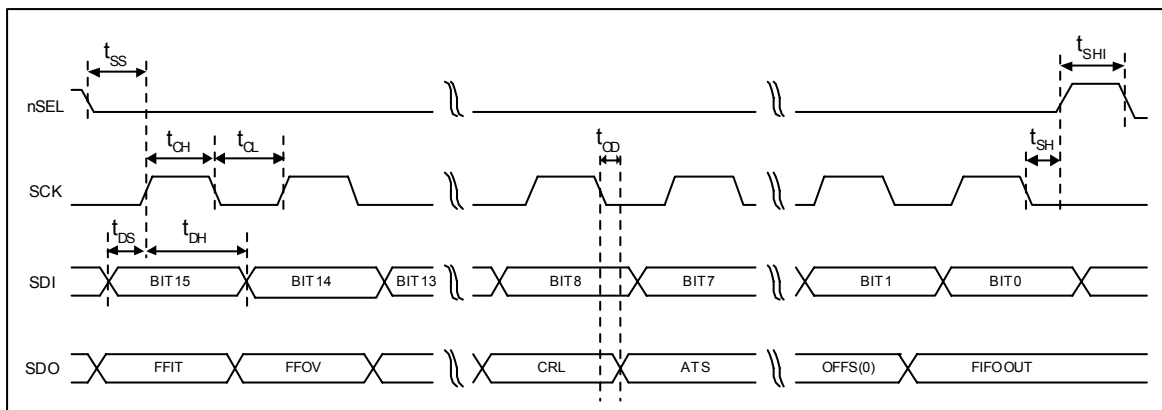 tSS
tSHI
nSEL
tCH
tCL
tOD
tSH
SCK
tDS
tDH
SDI
BIT15
BIT14
BIT13
BIT8
BIT7
BIT1
BIT0
SDO
FFIT
FFOV
CRL
ATS
OFFS(0)
FIFOOUT